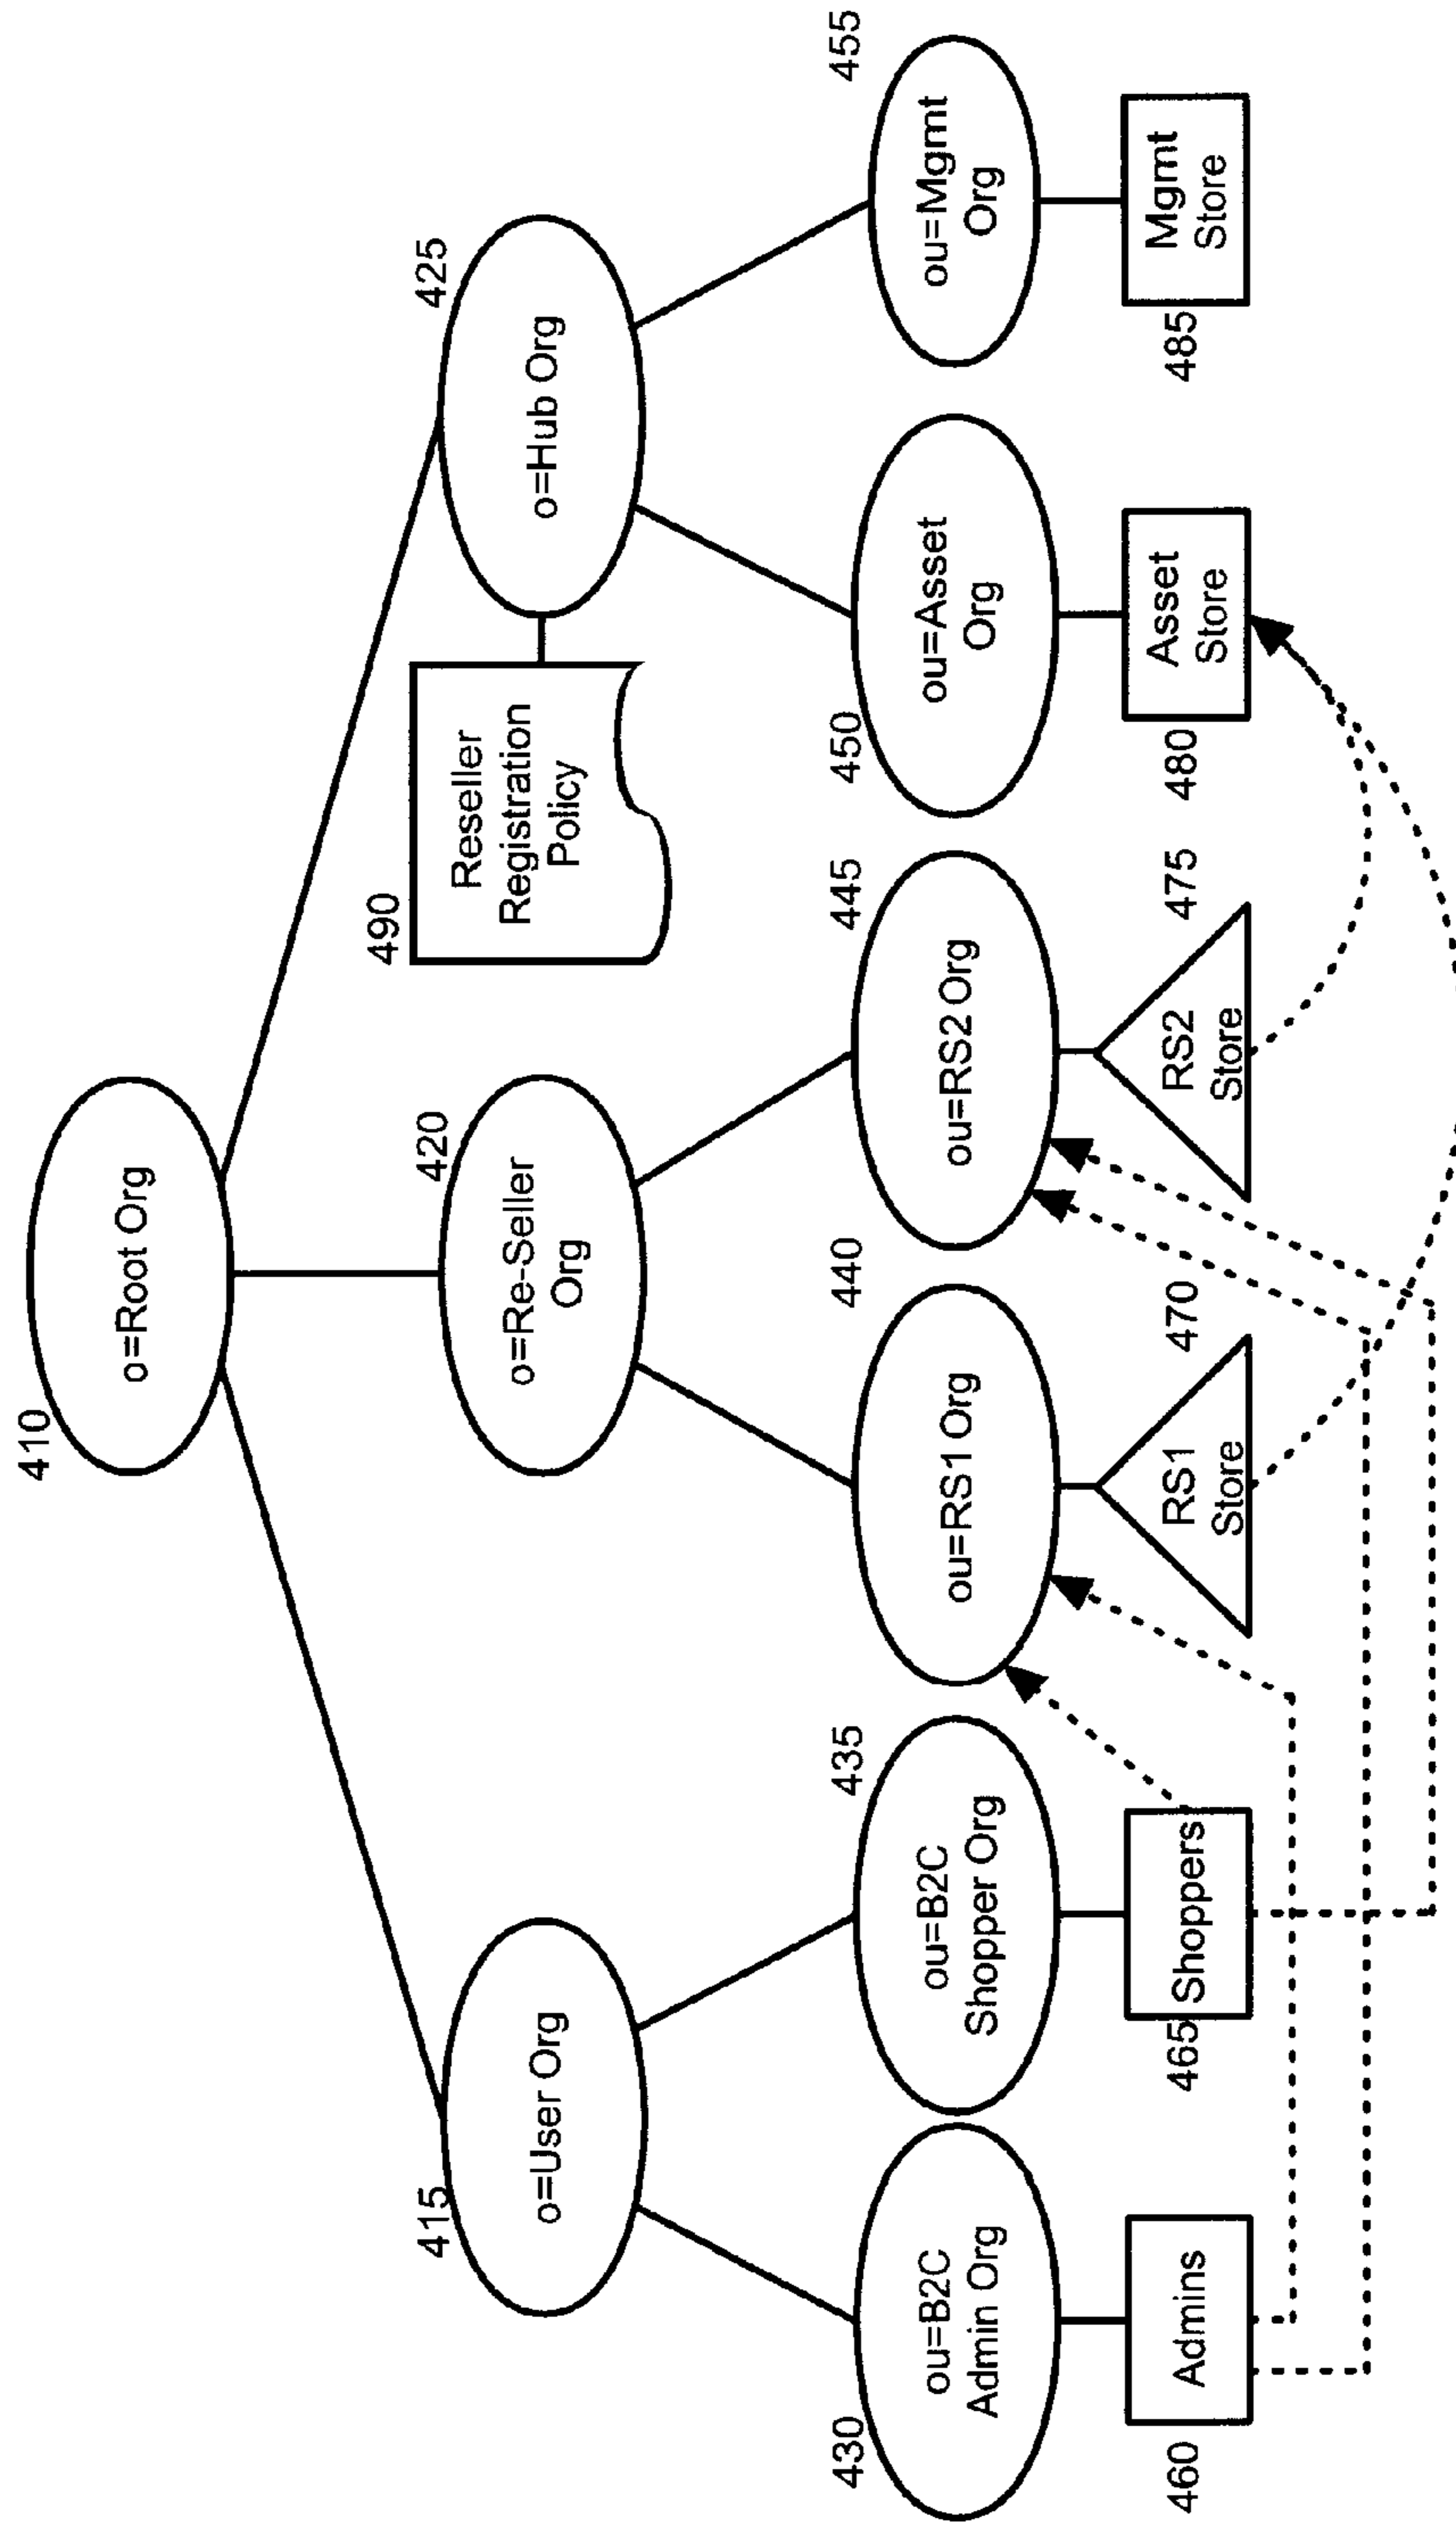 410
o=Root Org
415
o=User Org
420
o=Re-Seller
Org
490
Reseller
Registration
Policy
425
o=Hub Org
430
ou=B2C
Admin Org
435
ou=B2C
Shopper Org
440
ou=RS1 Org
445
ou=RS2 Org
450
ou=Asset
Org
455
ou=Mgmt
Org
460
Admins
465
Shoppers
470
RS1
Store
475
RS2
Store
480
Asset
Store
485
Mgmt
Store